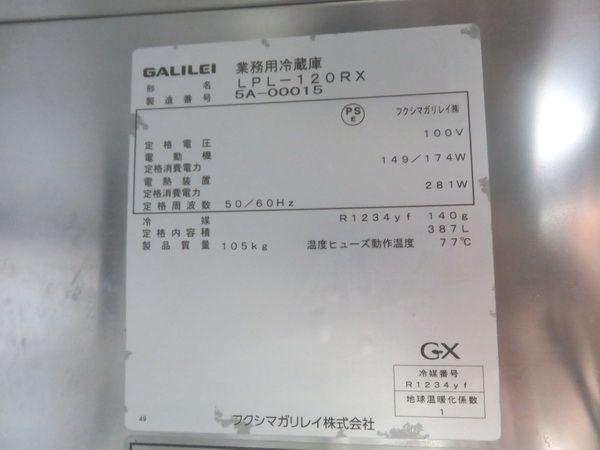 GALILEI 業務用冷蔵庫
形名 LPL-120RX
製造番号 5A-00015
PS E フクシマガリレイ㈱
定格電圧 100V
電動機
定格消費電力 149/174W
電熱装置
定格消費電力 281W
定格周波数 50/60Hz
冷媒 R1234yf 140g
定格内容積 387L
製品質量 105kg 温度ヒューズ動作温度 77℃
GX
冷媒番号
R1234yf
地球温暖化係数
1
49 フクシマガリレイ株式会社